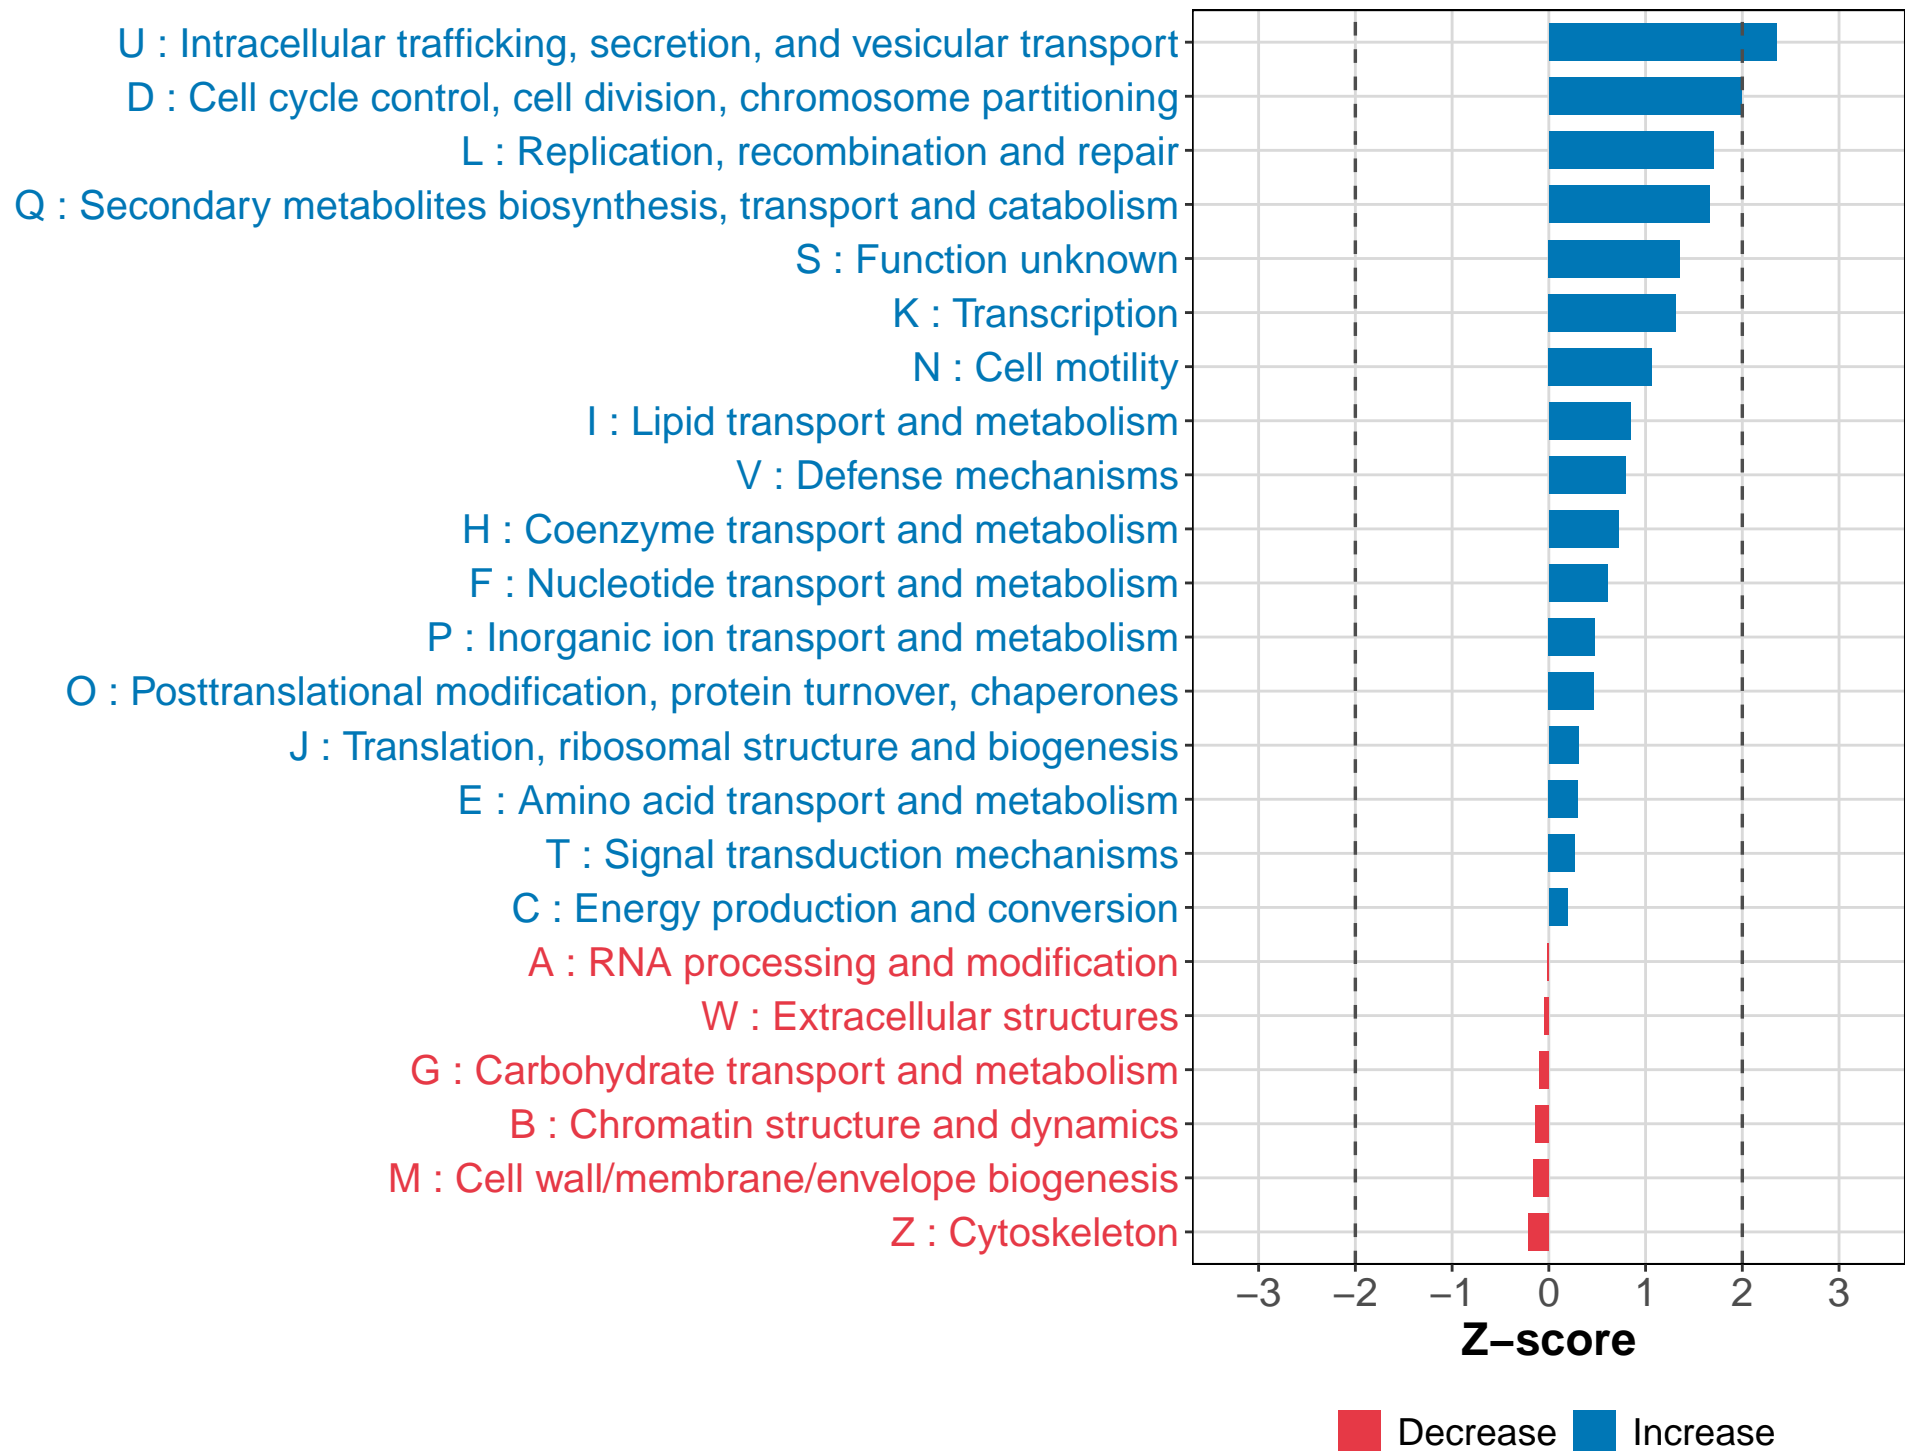 U : Intracellular trafficking, secretion, and vesicular transport
D : Cell cycle control, cell division, chromosome partitioning
L : Replication, recombination and repair
Q : Secondary metabolites biosynthesis, transport and catabolism
S : Function unknown
K : Transcription
N : Cell motility
I : Lipid transport and metabolism
V : Defense mechanisms
H : Coenzyme transport and metabolism
F : Nucleotide transport and metabolism
P : Inorganic ion transport and metabolism
O : Posttranslational modification, protein turnover, chaperones
J : Translation, ribosomal structure and biogenesis
E : Amino acid transport and metabolism
T : Signal transduction mechanisms
C : Energy production and conversion
A : RNA processing and modification
W : Extracellular structures
G : Carbohydrate transport and metabolism
B : Chromatin structure and dynamics
M : Cell wall/membrane/envelope biogenesis
Z : Cytoskeleton
−3 −2 −1 0 1 2 3
Z−score
Decrease Increase